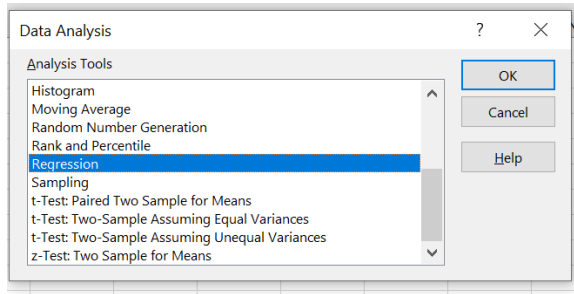 Data Analysis
?
Analysis Tools
Histogram
Moving Average
Random Number Generation
Rank and Percentile
Regression
Sampling
t-Test: Paired Two Sample for Means
t-Test: Two-Sample Assuming Equal Variances
t-Test: Two-Sample Assuming Unequal Variances
z-Test: Two Sample for Means
OK
Cancel
Help